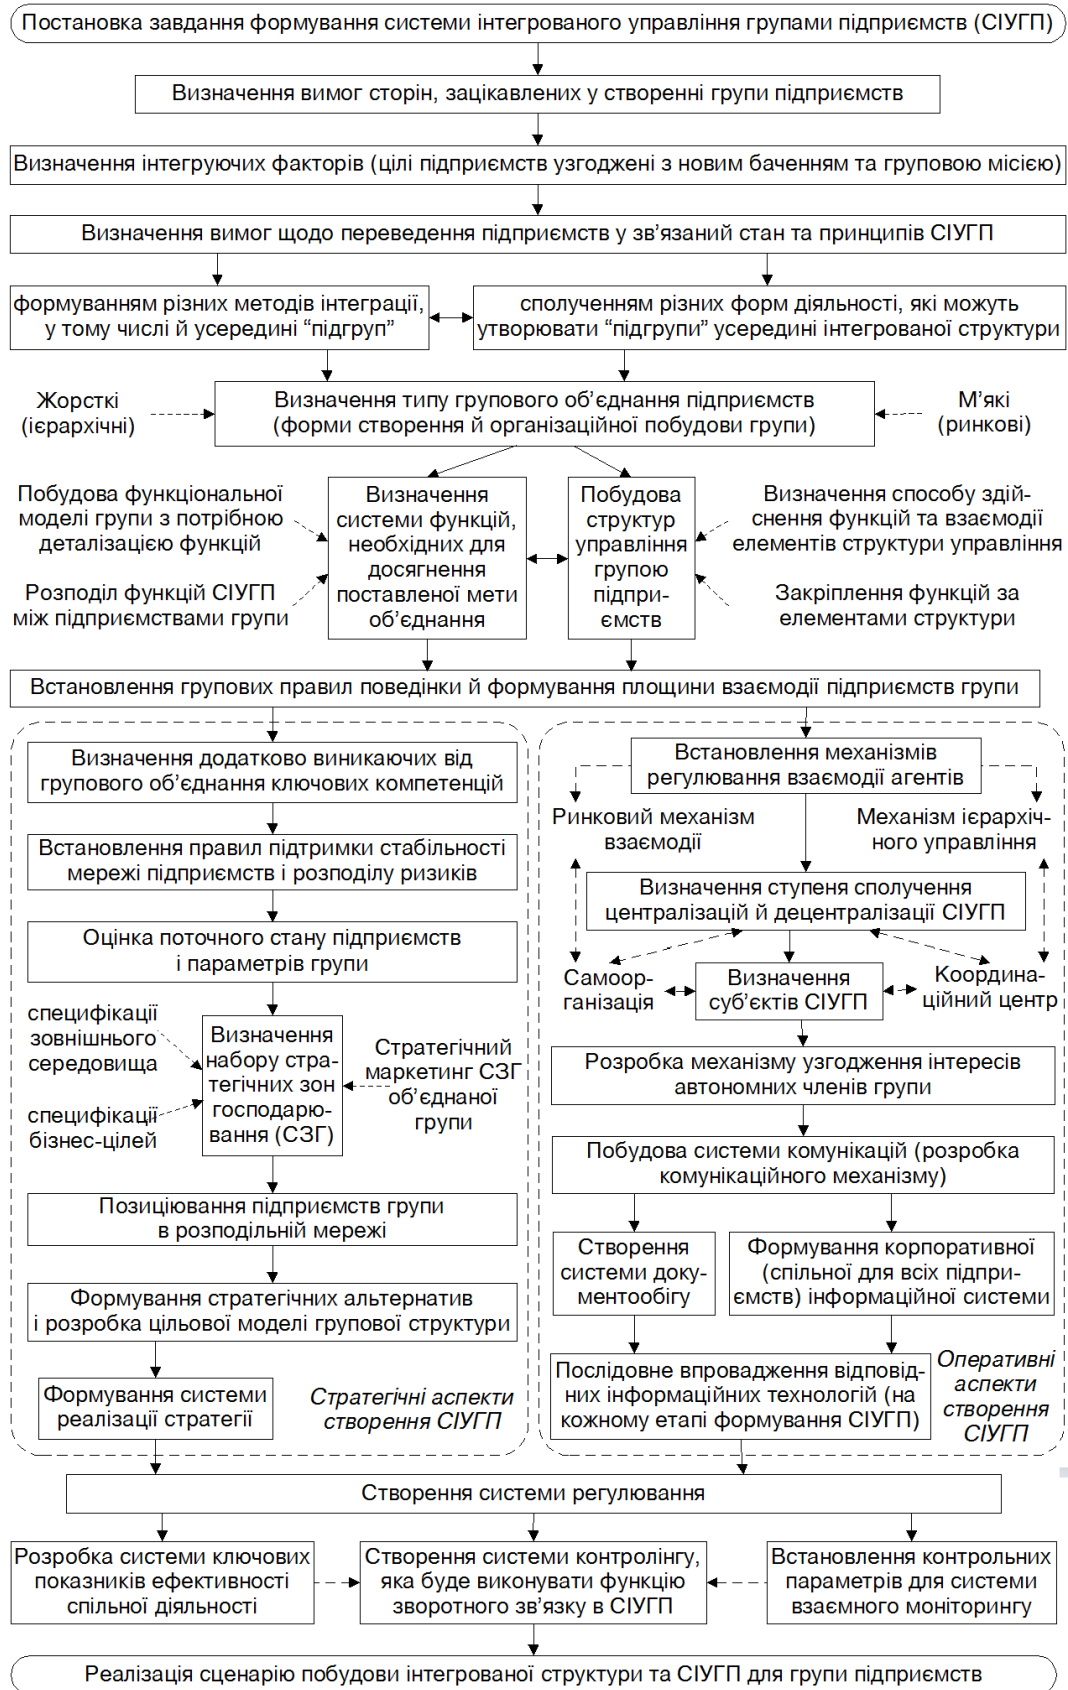 Постановка завдання формування системи інтегрованого управління групами підприємств (СІУГП)
Визначення вимог сторін, зацікавлених у створенні групи підприємств
Визначення інтегруючих факторів (цілі підприємств узгоджені з новим баченням та груповою місією)
Визначення вимог щодо переведення підприємств у зв’язаний стан та принципів СІУГП
формуванням різних методів інтеграції,
у тому числі й усередині “підгруп”
сполученням різних форм діяльності, які можуть
утворювати “підгрупи” усередині інтегрованої структури
Жорсткі
(ієрархічні)
Визначення типу групового об’єднання підприємств
(форми створення й організаційної побудови групи)
М’які
(ринкові)
Побудова функціональної
моделі групи з потрібною
деталізацією функцій
Розподіл функцій СІУГП
між підприємствами групи
Визначення
системи функцій,
необхідних для
досягнення
поставленої мети
об’єднання
Побудова
структур
управління
групою
підпри-
ємств
Визначення способу здій-
снення функцій та взаємодії
елементів структури управління
Закріплення функцій за
елементами структури
Встановлення групових правил поведінки й формування площини взаємодії підприємств групи
Визначення додатково виникаючих від
групового об’єднання ключових компетенцій
Встановлення правил підтримки стабільності
мережі підприємств і розподілу ризиків
Оцінка поточного стану підприємств
і параметрів групи
специфікації
зовнішнього
середовища
специфікації
бізнес-цілей
Визначення
набору стра-
тегічних зон
господарю-
вання (СЗГ)
Стратегічний
маркетинг СЗГ
об’єднаної
групи
Позиціювання підприємств групи
в розподільній мережі
Формування стратегічних альтернатив
і розробка цільової моделі групової структури
Формування системи
реалізації стратегії
Стратегічні аспекти
створення СІУГП
Встановлення механізмів
регулювання взаємодії агентів
Ринковий механізм
взаємодії
Механізм ієрархіч-
ного управління
Визначення ступеня сполучення
централізацій й децентралізації СІУГП
Самоор-
ганізація
Визначення
суб’єктів СІУГП
Координа-
ційний центр
Розробка механізму узгодження інтересів
автономних членів групи
Побудова системи комунікацій (розробка
комунікаційного механізму)
Створення
системи доку-
ментообігу
Формування корпоративної
(спільної для всіх підпри-
ємств) інформаційної системи
Послідовне впровадження відповід-
них інформаційних технологій (на
кожному етапі формування СІУГП)
Оперативні
аспекти
створення
СІУГП
Створення системи регулювання
Розробка системи ключових
показників ефективності
спільної діяльності
Створення системи контролінгу,
яка буде виконувати функцію
зворотного зв’язку в СІУГП
Встановлення контрольних
параметрів для системи
взаємного моніторингу
Реалізація сценарію побудови інтегрованої структури та СІУГП для групи підприємств